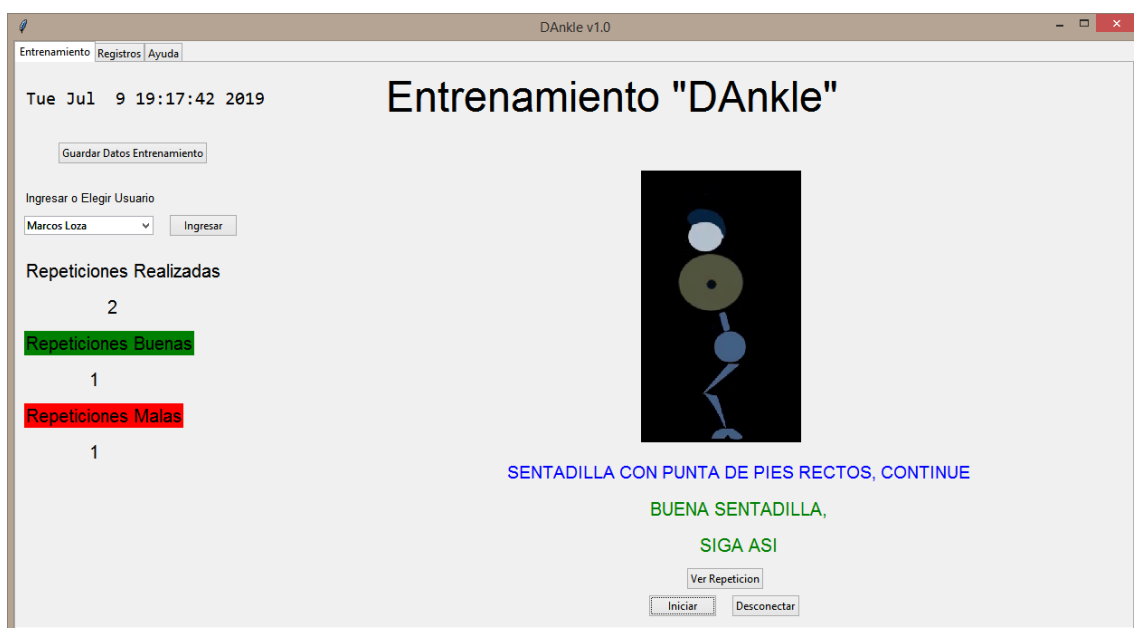 DAnkle v1.0
Entrenamiento Registros Ayuda
Tue Jul  9 19:17:42 2019
Entrenamiento "DAnkle"
Guardar Datos Entrenamiento
Ingresar o Elegir Usuario
Marcos Loza
Ingresar
Repeticiones Realizadas
2
Repeticiones Buenas
1
Repeticiones Malas
1
SENTADILLA CON PUNTA DE PIES RECTOS, CONTINUE
BUENA SENTADILLA,
SIGA ASI
Ver Repeticion
Iniciar Desconectar